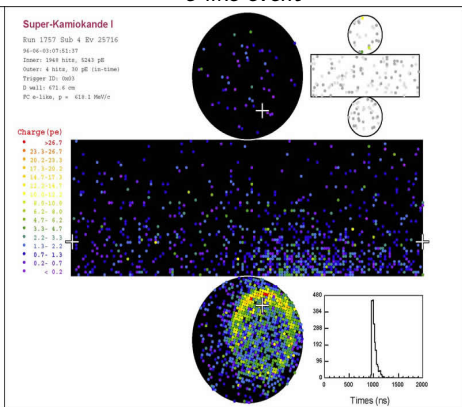 e-like event
Super-Kamiokande I
Run 1757 Sub 4 Ev 25716
96-06-03:07:51:37
Inner: 1948 hits, 5243 pE
Outer: 4 hits, 30 pE (in-time)
Trigger ID: 0x03
D wall: 671.6 cm
FC e-like, p = 618.1 MeV/c
Charge(pe)
>26.7
23.3-26.7
20.2-23.3
17.3-20.2
14.7-17.3
12.2-14.7
10.0-12.2
8.0-10.0
6.2- 8.0
4.7- 6.2
3.3- 4.7
2.2- 3.3
1.3- 2.2
0.7- 1.3
0.2- 0.7
< 0.2
480
384
288
192
96
0
0 500 1000 1500 2000
Times (ns)